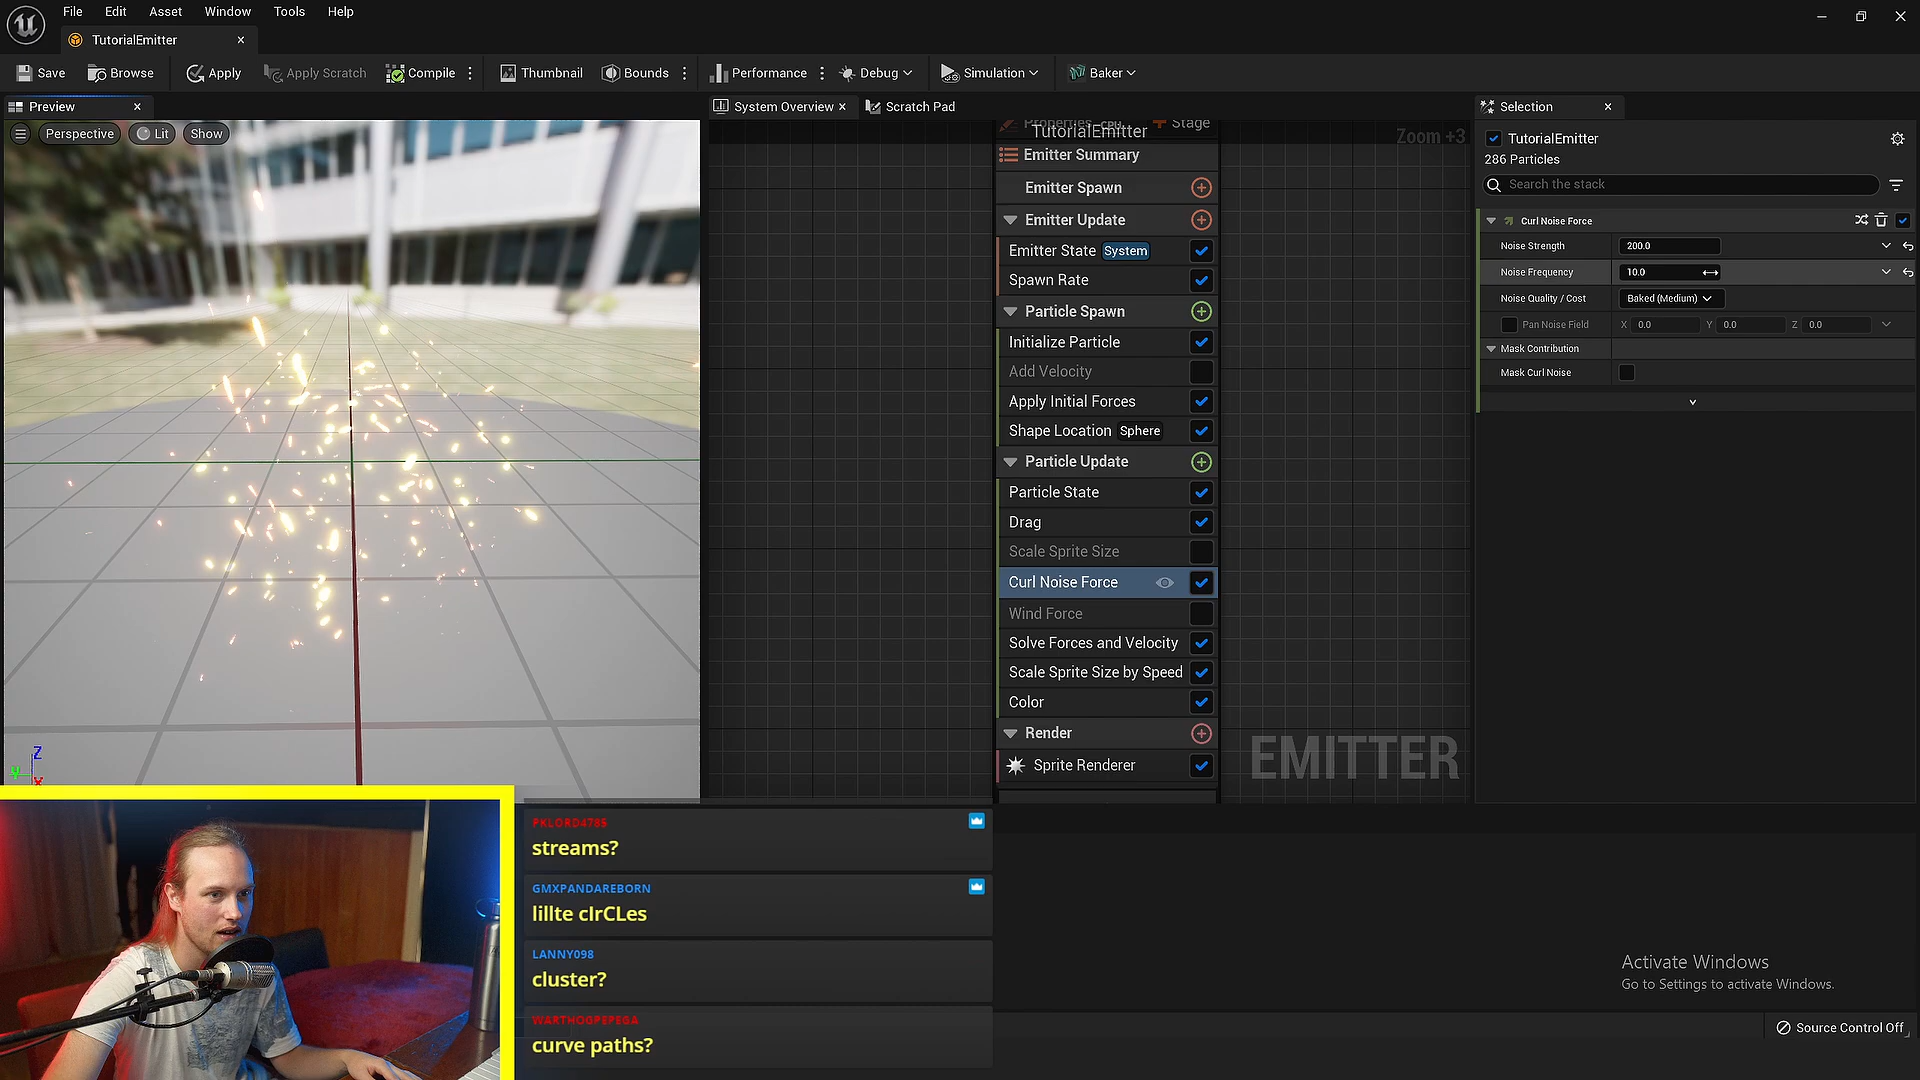 File Edit Asset Window Tools Help
TutorialEmitter
Save Browse Apply Apply Scratch Compile Thumbnail Bounds Performance Debug Simulation Baker
Preview
System Overview
Scratch Pad
Selection
Perspective Lit Show
Properties CPU Stage
TutorialEmitter
Zoom +3
Emitter Summary
Emitter Spawn
Emitter Update
Emitter State System
Spawn Rate
Particle Spawn
Initialize Particle
Add Velocity
Apply Initial Forces
Shape Location Sphere
Particle Update
Particle State
Drag
Scale Sprite Size
Curl Noise Force
Wind Force
Solve Forces and Velocity
Scale Sprite Size by Speed
Color
Render
Sprite Renderer
EMITTER
TutorialEmitter
286 Particles
Search the stack
Curl Noise Force
Noise Strength 200.0
Noise Frequency 10.0
Noise Quality / Cost Baked (Medium)
Pan Noise Field X 0.0 Y 0.0 Z 0.0
Mask Contribution
Mask Curl Noise
Z
Y
X
PKLORD4785
streams?
GMXPANDAREBORN
lillte cIrCLes
LANNY098
cluster?
WARTHOGPEPEGA
curve paths?
Activate Windows
Go to Settings to activate Windows.
Source Control Off